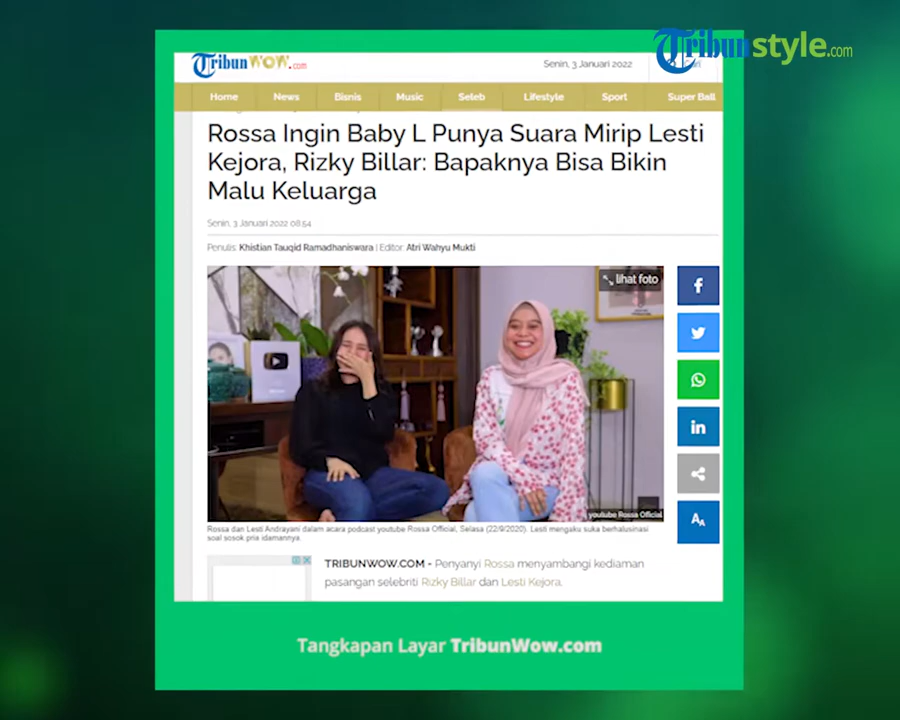 Tribunstyle.com
TribunWOW.com
Senin, 3 Januari 2022
Home News Bisnis Music Seleb Lifestyle Sport Super Ball
Rossa Ingin Baby L Punya Suara Mirip Lesti
Kejora, Rizky Billar: Bapaknya Bisa Bikin
Malu Keluarga
Senin, 3 Januari 2022 08:54
Penulis: Khistian Tauqid Ramadhaniswara | Editor: Atri Wahyu Mukti
lihat foto
youtube Rossa Official
Rossa dan Lesti Andrayani dalam acara podcast youtube Rossa Official, Selasa (22/9/2020). Lesti mengaku suka berhalusinasi
soal sosok pria idamannya.
TRIBUNWOW.COM - Penyanyi Rossa menyambangi kediaman
pasangan selebriti Rizky Billar dan Lesti Kejora.
Tangkapan Layar TribunWow.com